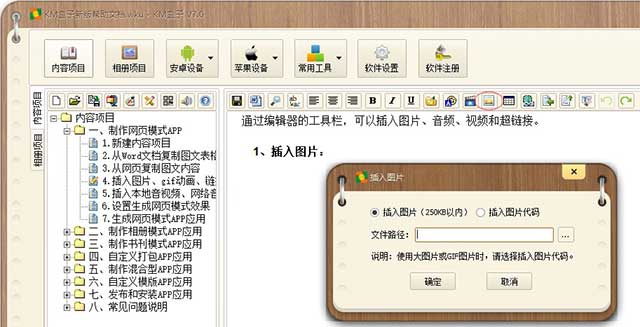 KM盒子新版帮助文档.wku - KM盒子 V7.0
内容项目
相册项目
安卓设备
苹果设备
常用工具
软件设置
软件注册
内容项目
相册项目
B I U
内容项目
一、制作网页模式APP
1.新建内容项目
2.从Word文档复制图文表格
3.从网页复制图文内容
4.插入图片、gif动画、链
5.插入本地音视频、网络音
6.设置生成网页模式效果
7.生成网页模式APP应用
二、制作相册模式APP应用
三、制作书刊模式APP应用
四、自定义打包APP应用
五、制作混合型APP应用
六、自定义模版APP应用
七、发布和安装APP应用
八、常见问题说明
通过编辑器的工具栏，可以插入图片、音频、视频和超链接。
1、插入图片：
插入图片
插入图片（250KB以内） 插入图片代码
文件路径： ...
说明：使用大图片或GIF图片时，请选择插入图片代码。
确定 取消